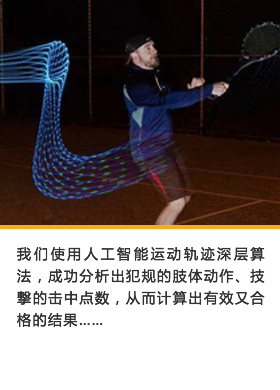 我们使用人工智能运动轨迹深层算
法，成功分析出犯规的肢体动作、技
擊的击中点数，从而计算出有效又合
格的结果……